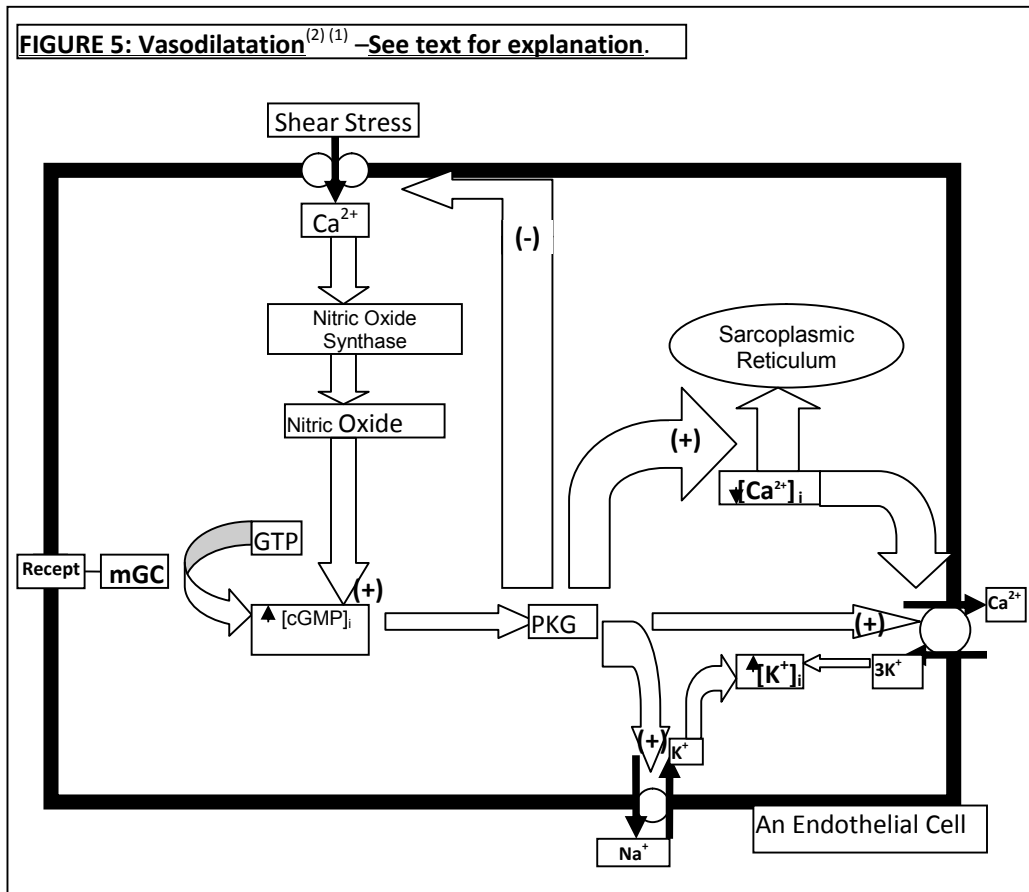 FIGURE 5: Vasodilatation(2) (1) –See text for explanation.
Shear Stress
Ca2+
(-)
Nitric Oxide
Synthase
Sarcoplasmic
Reticulum
Nitric Oxide
(+)
[Ca2+]i
GTP
Recept
mGC
(+)
[cGMP]i
PKG
(+)
Ca2+
[K+]i
3K+
(+)
K+
Na+
An Endothelial Cell